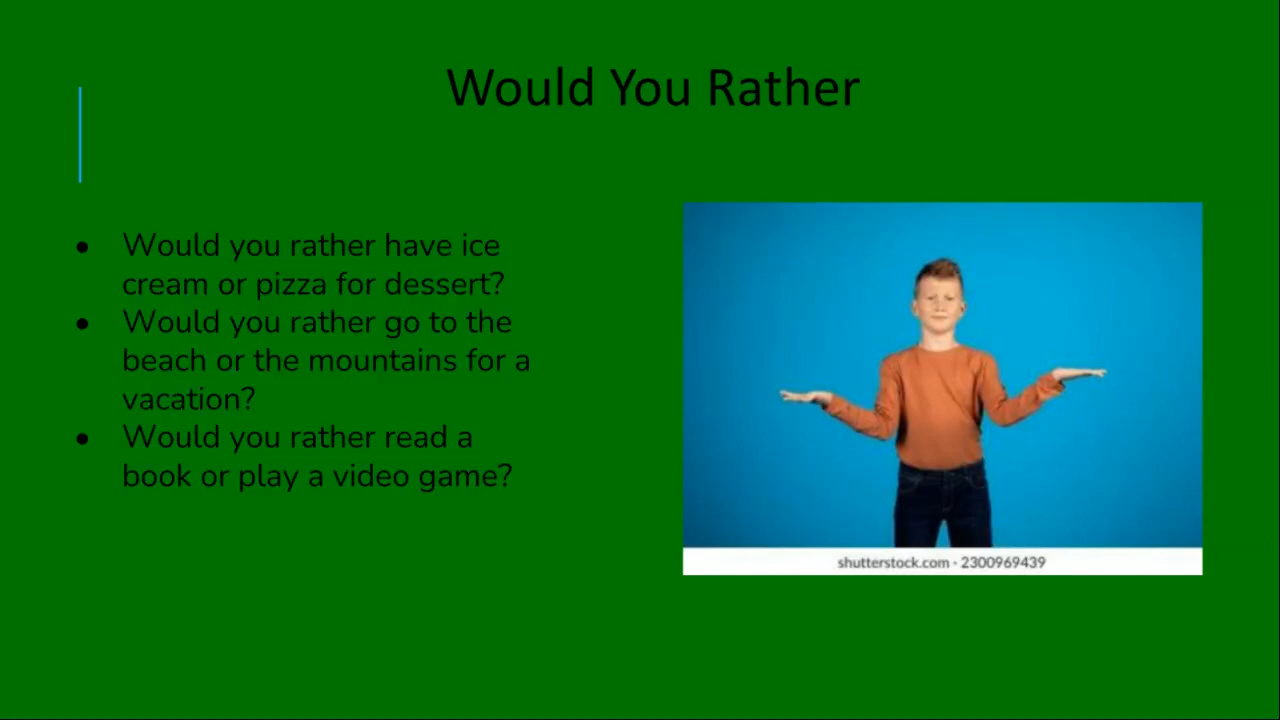 Would You Rather
• Would you rather have ice
cream or pizza for dessert?
• Would you rather go to the
beach or the mountains for a
vacation?
• Would you rather read a
book or play a video game?
shutterstock.com · 2300969439